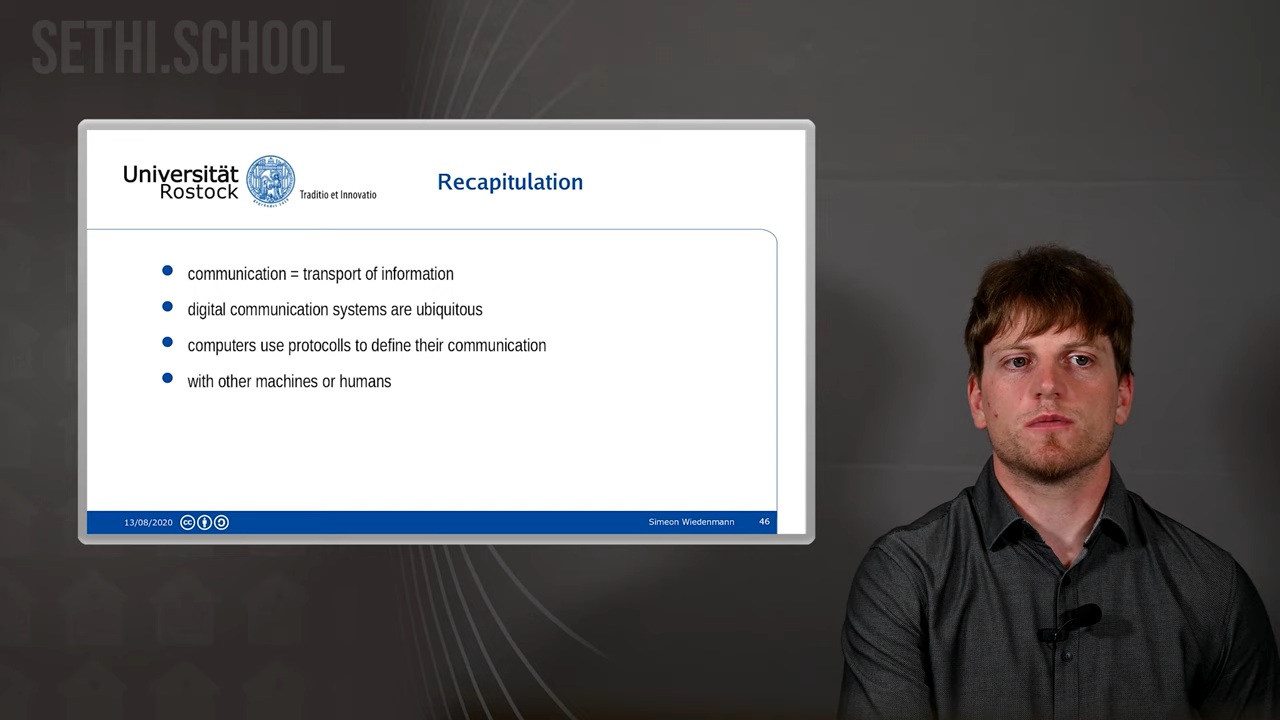 SETHI.SCHOOL
Universität
Rostock
Traditio et Innovatio
Recapitulation
communication = transport of information
digital communication systems are ubiquitous
computers use protocolls to define their communication
with other machines or humans
13/08/2020
cc
Simeon Wiedenmann
46